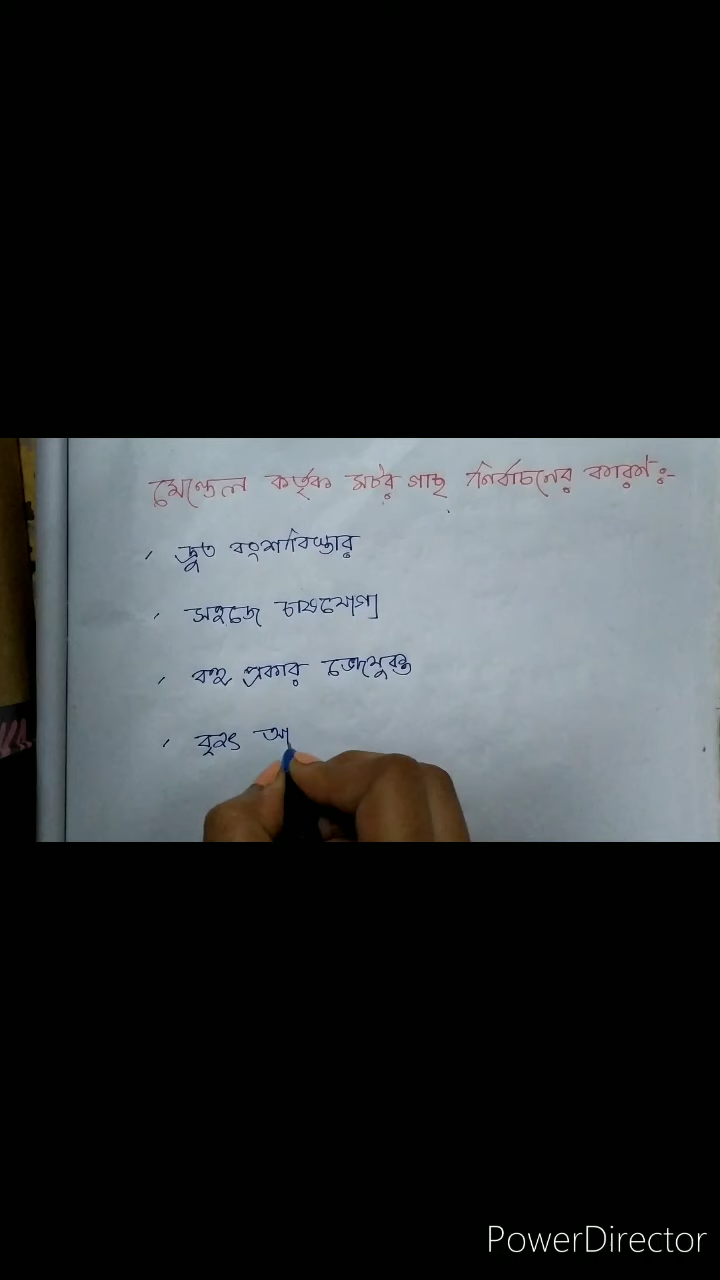 মেন্ডেল কর্তৃক মটর গাছ নির্বাচনের কারণ :-
দ্রুত বংশবিস্তার
সহজে চাষযোগ্য
বহু প্রকার ভেদযুক্ত
বৃহৎ আ
PowerDirector